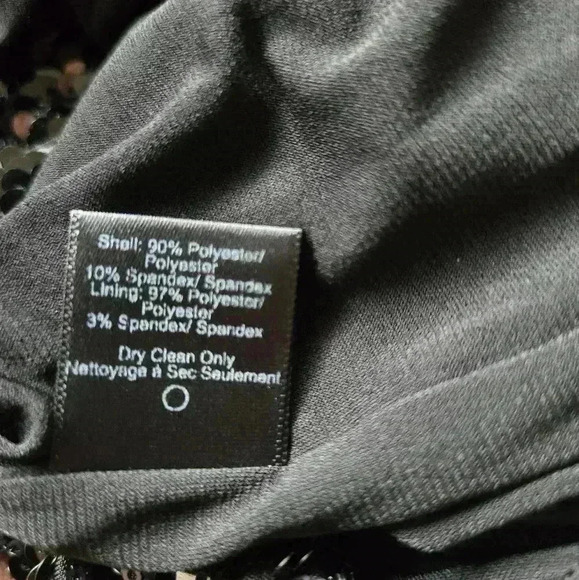 Shell: 90% Polyester/
Polyester
10% Spandex/ Spandex
Lining: 97% Polyester/
Polyester
3% Spandex/ Spandex
Dry Clean Only
Nettoyage à Sec Seulement